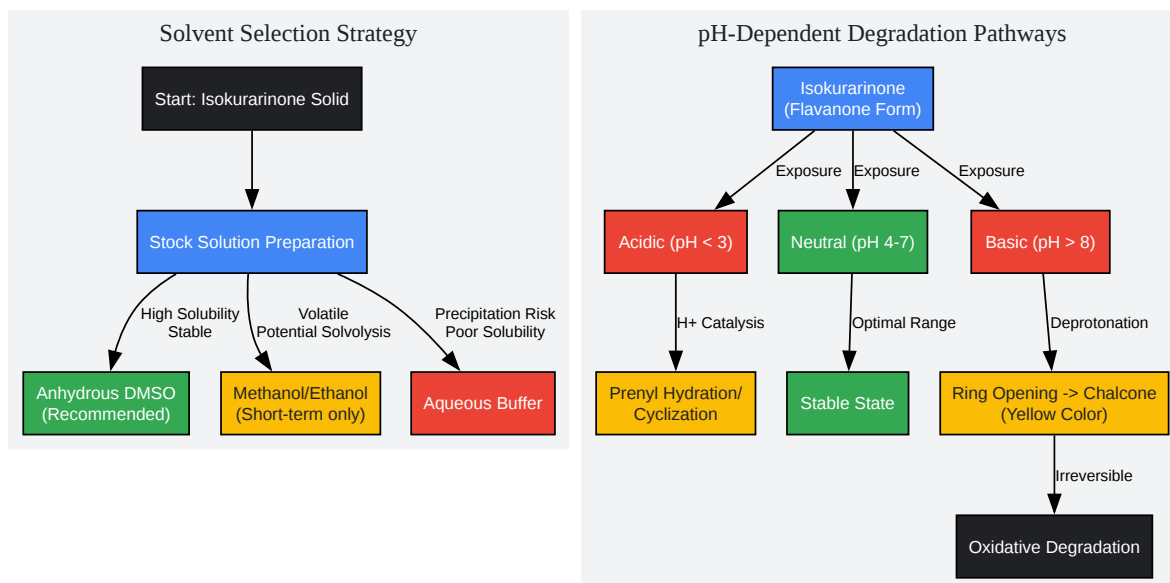 Solvent Selection Strategy
Start: Isokurarinone Solid
Stock Solution Preparation
High Solubility
Stable
Volatile
Potential Solvolysis
Precipitation Risk
Poor Solubility
Anhydrous DMSO
(Recommended)
Methanol/Ethanol
(Short-term only)
Aqueous Buffer
pH-Dependent Degradation Pathways
Isokurarinone
(Flavanone Form)
Exposure
Exposure
Exposure
Acidic (pH < 3)
Neutral (pH 4-7)
Basic (pH > 8)
H+ Catalysis
Optimal Range
Deprotonation
Prenyl Hydration/
Cyclization
Stable State
Ring Opening -> Chalcone
(Yellow Color)
Irreversible
Oxidative Degradation